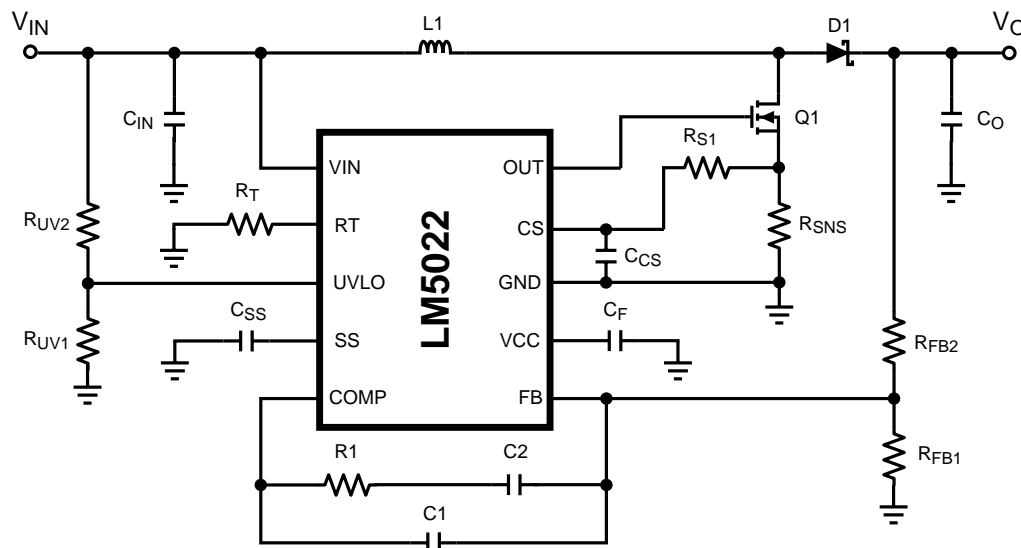 L1
D1
VIN
VO
CIN
Q1
CO
RS1
VIN
OUT
RT
RUV2
RT
CS
RSNS
CCS
LM5022
UVLO
GND
CSS
CF
RUV1
SS
VCC
RFB2
COMP
FB
R1
C2
RFB1
C1